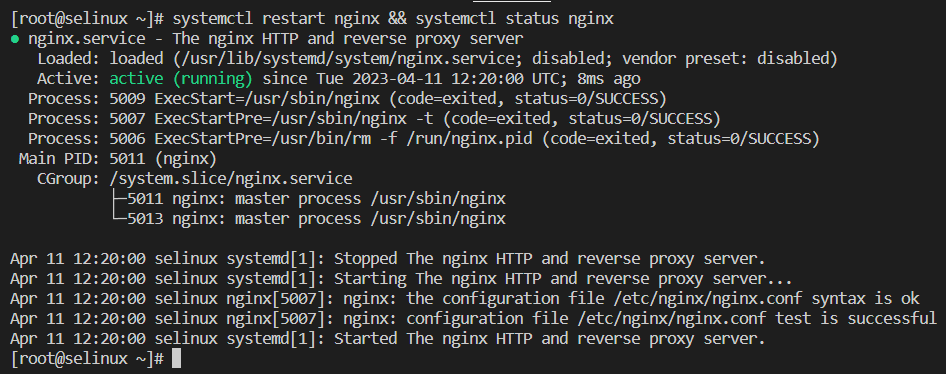 [root@selinux ~]# systemctl restart nginx && systemctl status nginx
● nginx.service - The nginx HTTP and reverse proxy server
   Loaded: loaded (/usr/lib/systemd/system/nginx.service; disabled; vendor preset: disabled)
   Active: active (running) since Tue 2023-04-11 12:20:00 UTC; 8ms ago
  Process: 5009 ExecStart=/usr/sbin/nginx (code=exited, status=0/SUCCESS)
  Process: 5007 ExecStartPre=/usr/sbin/nginx -t (code=exited, status=0/SUCCESS)
  Process: 5006 ExecStartPre=/usr/bin/rm -f /run/nginx.pid (code=exited, status=0/SUCCESS)
 Main PID: 5011 (nginx)
   CGroup: /system.slice/nginx.service
           ├─5011 nginx: master process /usr/sbin/nginx
           └─5013 nginx: master process /usr/sbin/nginx

Apr 11 12:20:00 selinux systemd[1]: Stopped The nginx HTTP and reverse proxy server.
Apr 11 12:20:00 selinux systemd[1]: Starting The nginx HTTP and reverse proxy server...
Apr 11 12:20:00 selinux nginx[5007]: nginx: the configuration file /etc/nginx/nginx.conf syntax is ok
Apr 11 12:20:00 selinux nginx[5007]: nginx: configuration file /etc/nginx/nginx.conf test is successful
Apr 11 12:20:00 selinux systemd[1]: Started The nginx HTTP and reverse proxy server.
[root@selinux ~]#